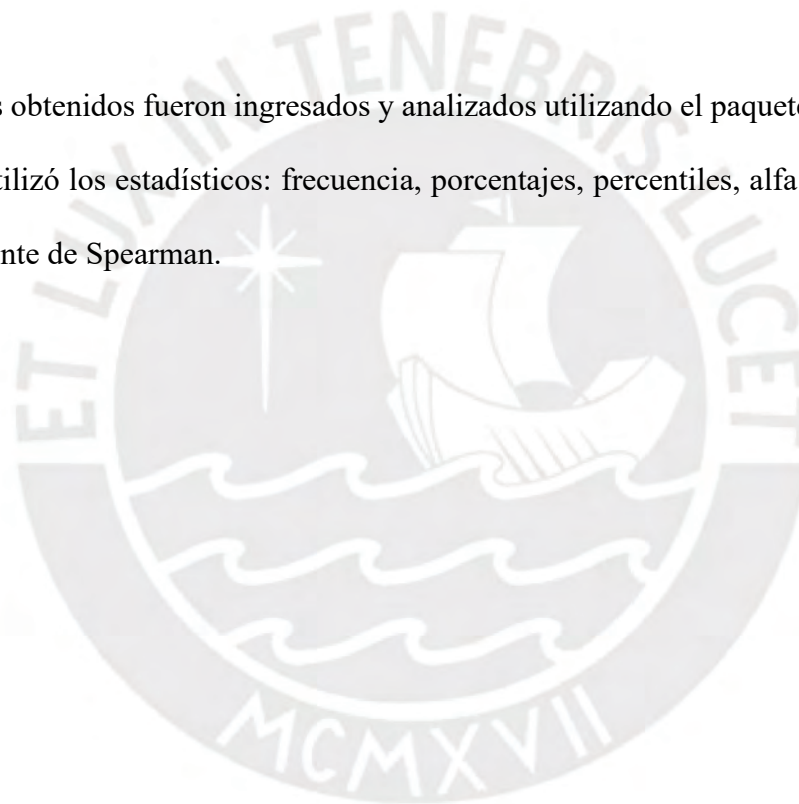 ET LUX IN TENEBRIS LUCET
s obtenidos fueron ingresados y analizados utilizando el paquete
tilizó los estadísticos: frecuencia, porcentajes, percentiles, alfa
nte de Spearman.
MCMXVII